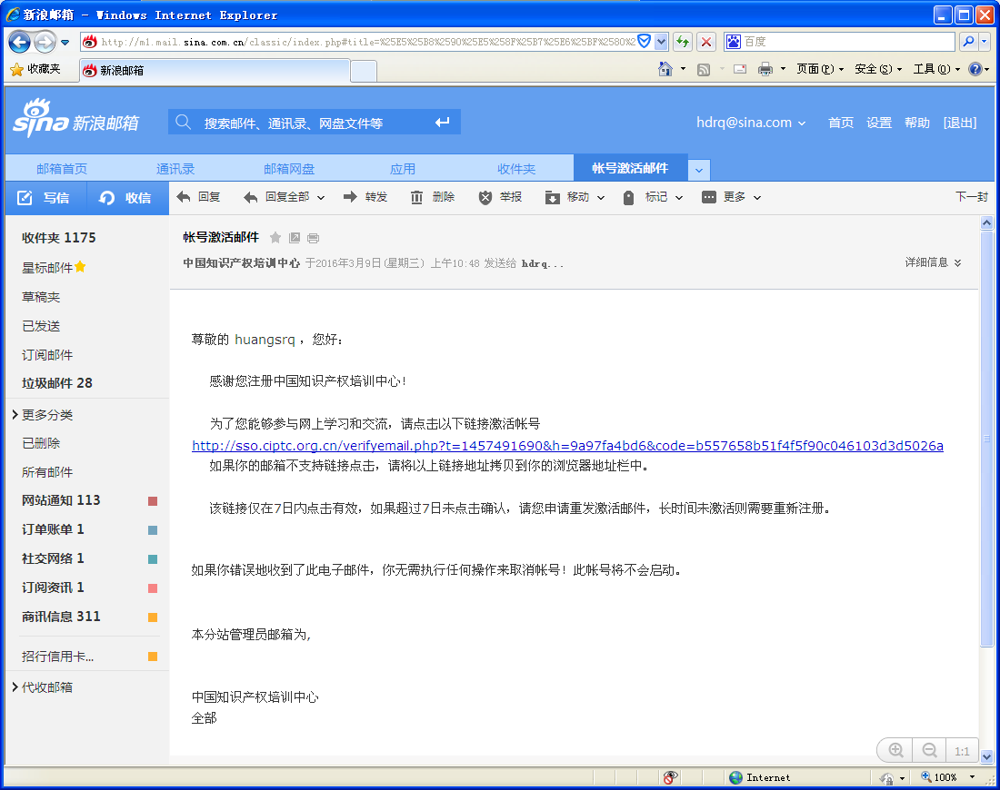 新浪邮箱 - Windows Internet Explorer
http://m1.mail.sina.com.cn/classic/index.php#title=%25E5%25B8%2590%25E5%258F%25B7%25E6%25BF%2580%2
百度
收藏夹
新浪邮箱
页面(P)
安全(S)
工具(O)
sina 新浪邮箱
搜索邮件、通讯录、网盘文件等
hdrq@sina.com
首页 设置 帮助 [退出]
邮箱首页 通讯录 邮箱网盘 应用 收件夹 帐号激活邮件
写信 收信
回复 回复全部 转发 删除 举报 移动 标记 更多 下一封
收件夹 1175
星标邮件
草稿夹
已发送
订阅邮件
垃圾邮件 28
更多分类
已删除
所有邮件
网站通知 113
订单账单 1
社交网络 1
订阅资讯 1
商讯信息 311
招行信用卡...
代收邮箱
帐号激活邮件
中国知识产权培训中心 于2016年3月9日(星期三) 上午10:48 发送给 hdrq...
详细信息
尊敬的 huangsrq ，您好：
感谢您注册中国知识产权培训中心！
为了您能够参与网上学习和交流，请点击以下链接激活帐号
http://sso.ciptc.org.cn/verifyemail.php?t=1457491690&h=9a97fa4bd6&code=b557658b51f4f5f90c046103d3d5026a
如果你的邮箱不支持链接点击，请将以上链接地址拷贝到你的浏览器地址栏中。
该链接仅在7日内点击有效，如果超过7日未点击确认，请您申请重发激活邮件，长时间未激活则需要重新注册。
如果你错误地收到了此电子邮件，你无需执行任何操作来取消帐号！此帐号将不会启动。
本分站管理员邮箱为,
中国知识产权培训中心
全部
1:1
Internet
100%